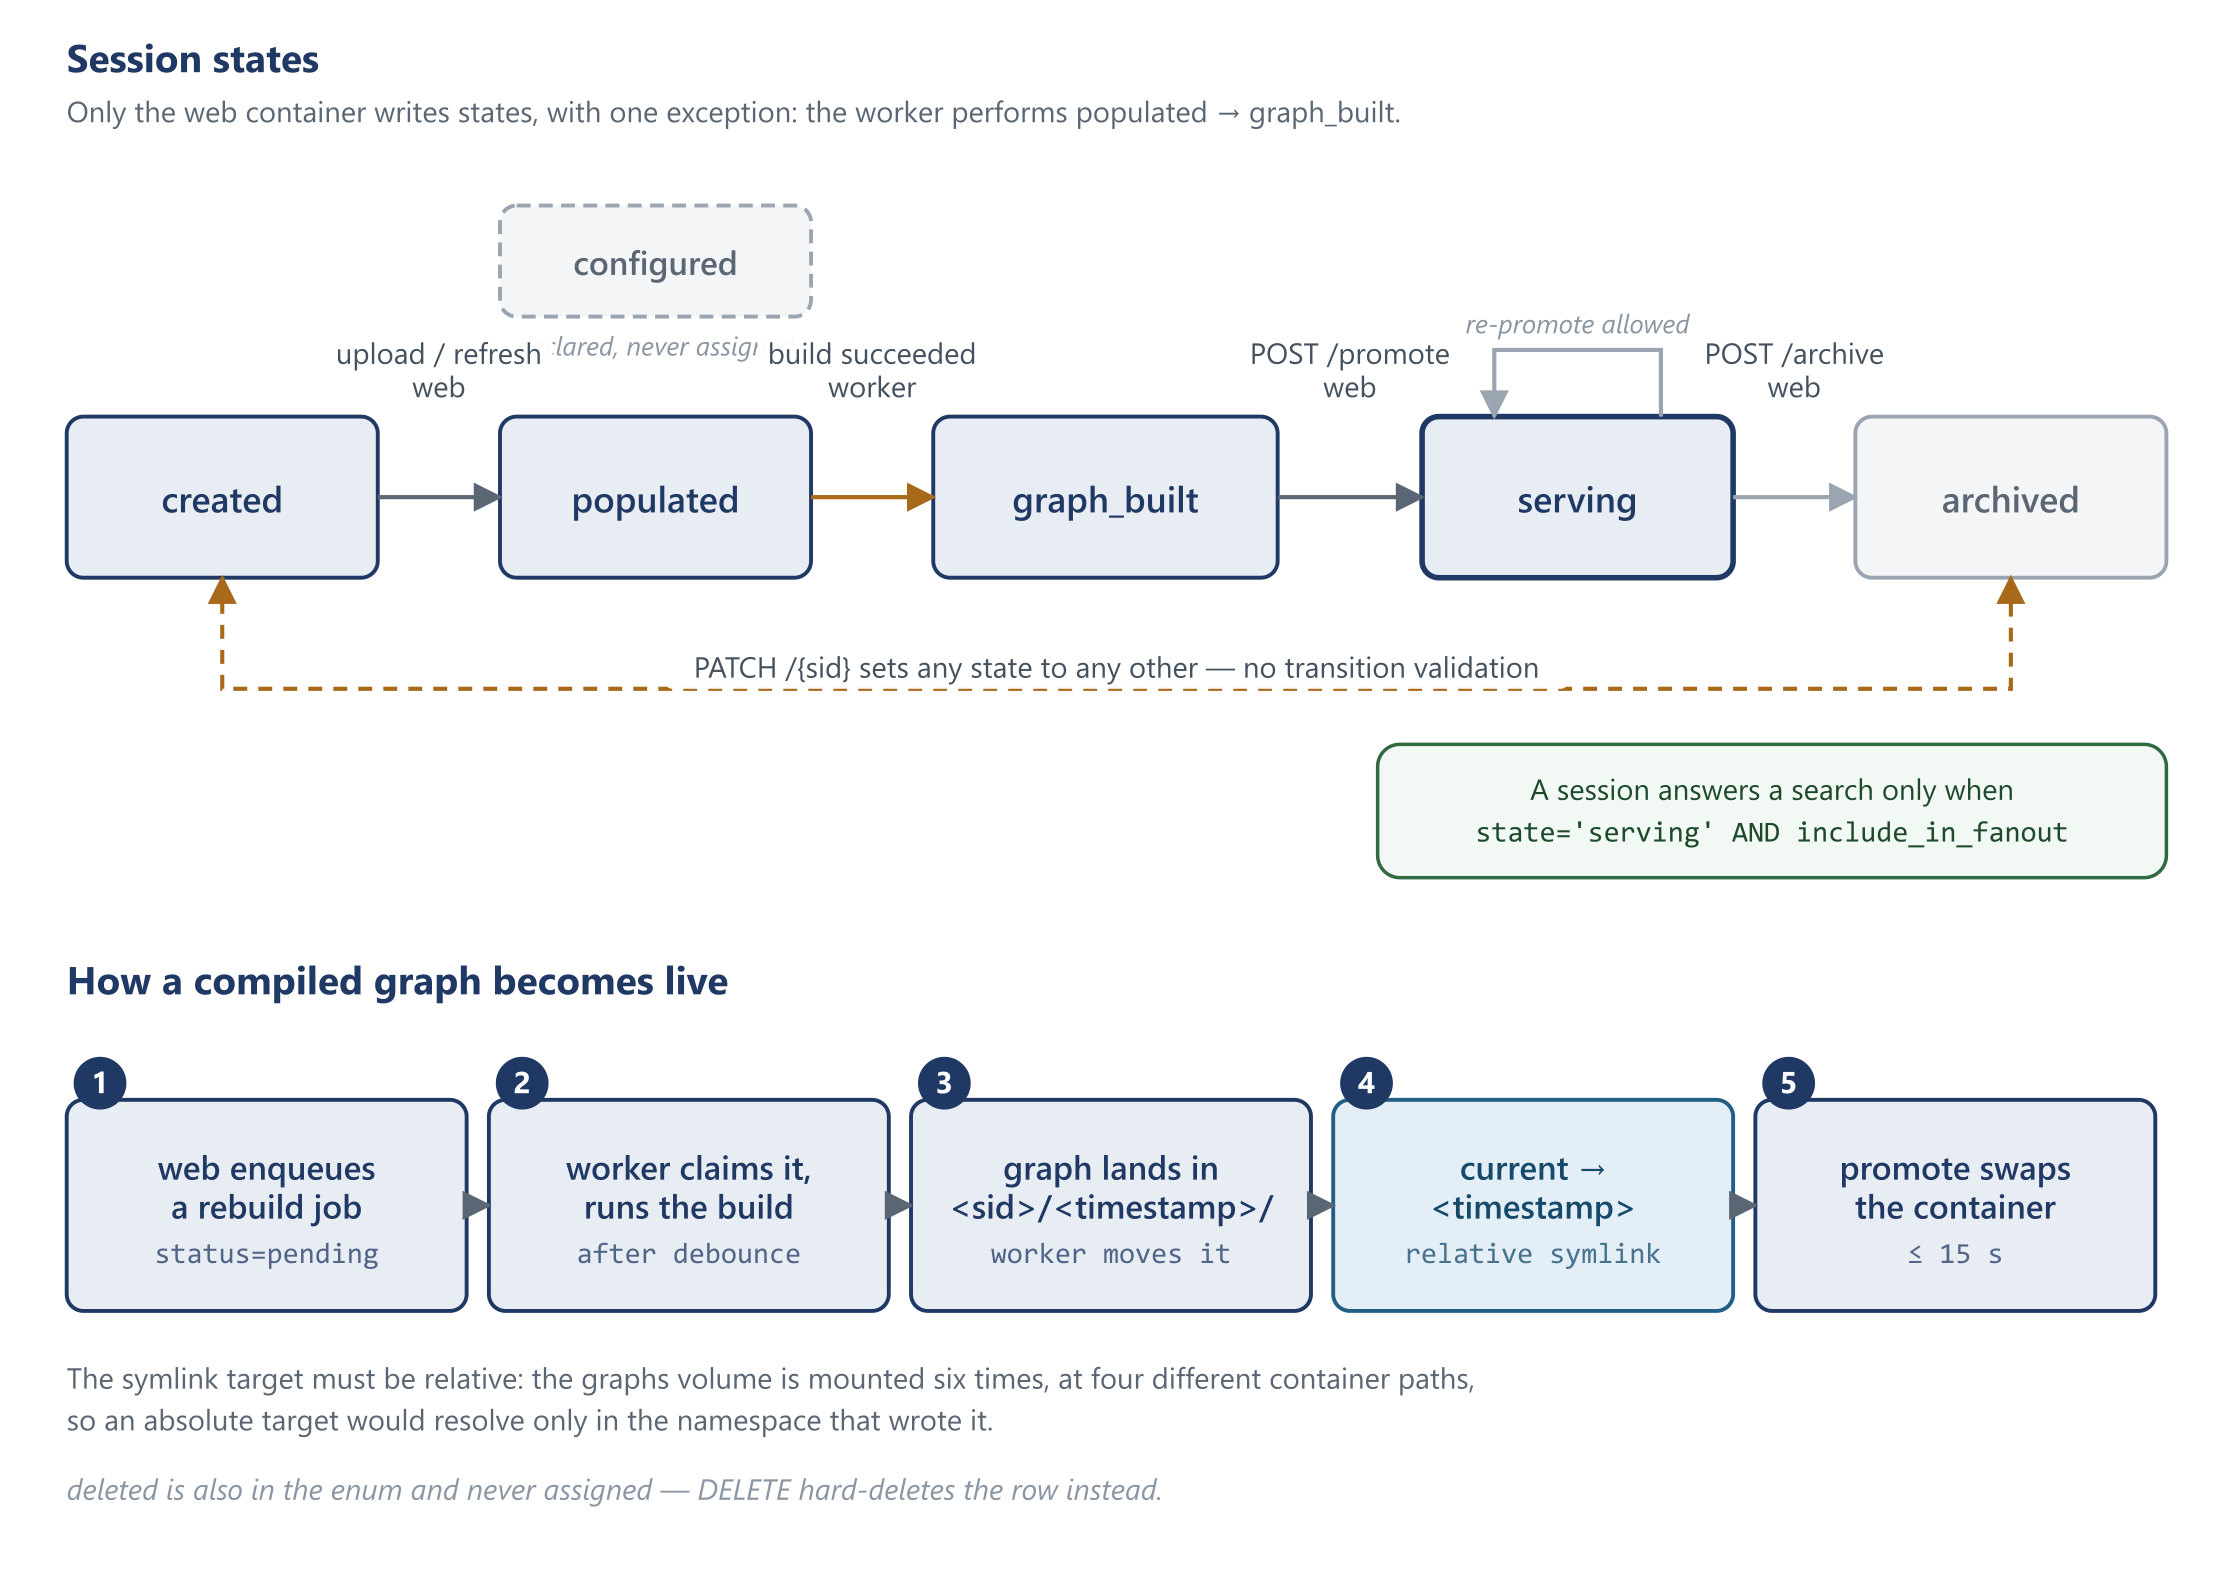 Session states
Only the web container writes states, with one exception: the worker performs populated → graph_built.
configured
never
upload / refresh
web
build succeeded
worker
POST /promote
web
re-promote allowed
POST /archive
web
created
populated
graph_built
serving
archived
PATCH /{sid} sets any state to any other — no transition validation
A session answers a search only when
state='serving' AND include_in_fanout
How a compiled graph becomes live
1
web enqueues
a rebuild job
status=pending
2
worker claims it,
runs the build
after debounce
3
graph lands in
<sid>/<timestamp>/
worker moves it
4
current →
<timestamp>
relative symlink
5
promote swaps
the container
≤ 15 s
The symlink target must be relative: the graphs volume is mounted six times, at four different container paths,
so an absolute target would resolve only in the namespace that wrote it.
deleted is also in the enum and never assigned — DELETE hard-deletes the row instead.